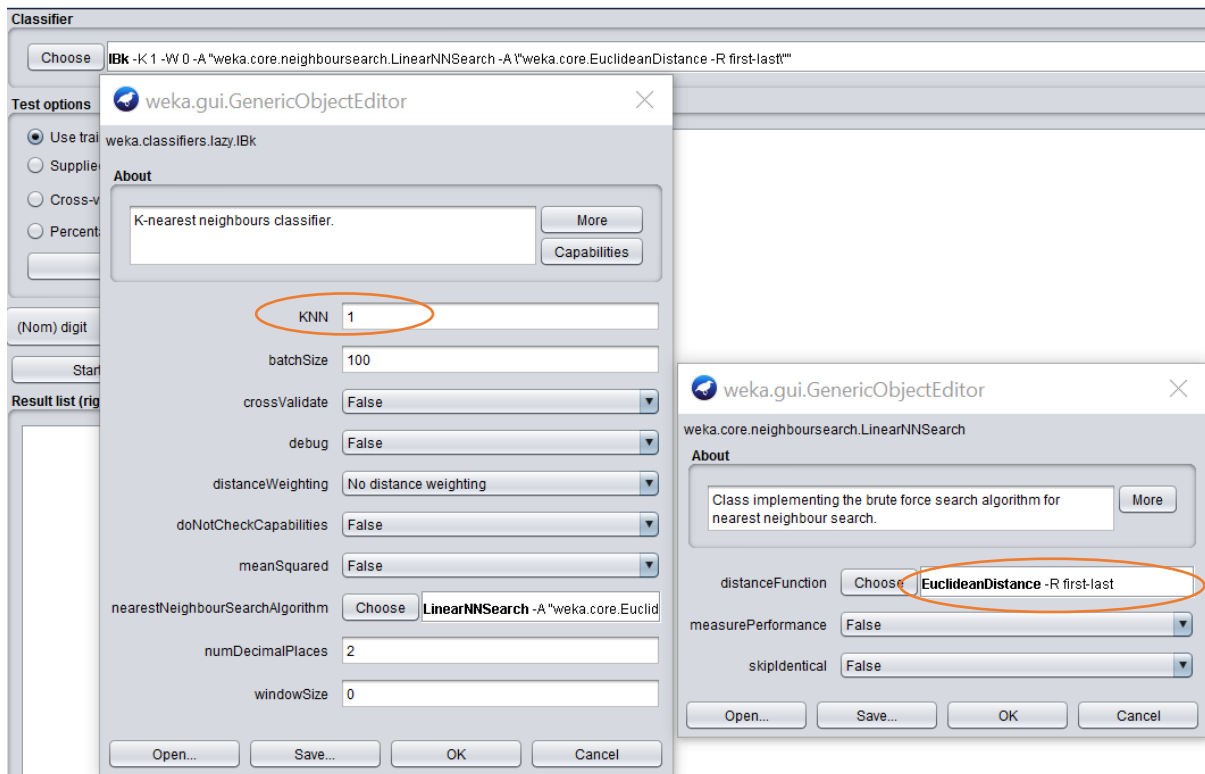 Classifier
Choose IBk -K 1 -W 0 -A "weka.core.neighboursearch.LinearNNSearch -A \"weka.core.EuclideanDistance -R first-last\""
Test options
Use trai
Supplie
Cross-v
Percenta
(Nom) digit
Start
Result list (rig
weka.gui.GenericObjectEditor
weka.classifiers.lazy.IBk
About
K-nearest neighbours classifier.
More
Capabilities
KNN 1
batchSize 100
crossValidate False
debug False
distanceWeighting No distance weighting
doNotCheckCapabilities False
meanSquared False
nearestNeighbourSearchAlgorithm Choose LinearNNSearch -A "weka.core.Euclid
numDecimalPlaces 2
windowSize 0
Open... Save... OK Cancel
weka.gui.GenericObjectEditor
weka.core.neighboursearch.LinearNNSearch
About
Class implementing the brute force search algorithm for
nearest neighbour search.
More
distanceFunction Choose EuclideanDistance -R first-last
measurePerformance False
skipIdentical False
Open... Save... OK Cancel